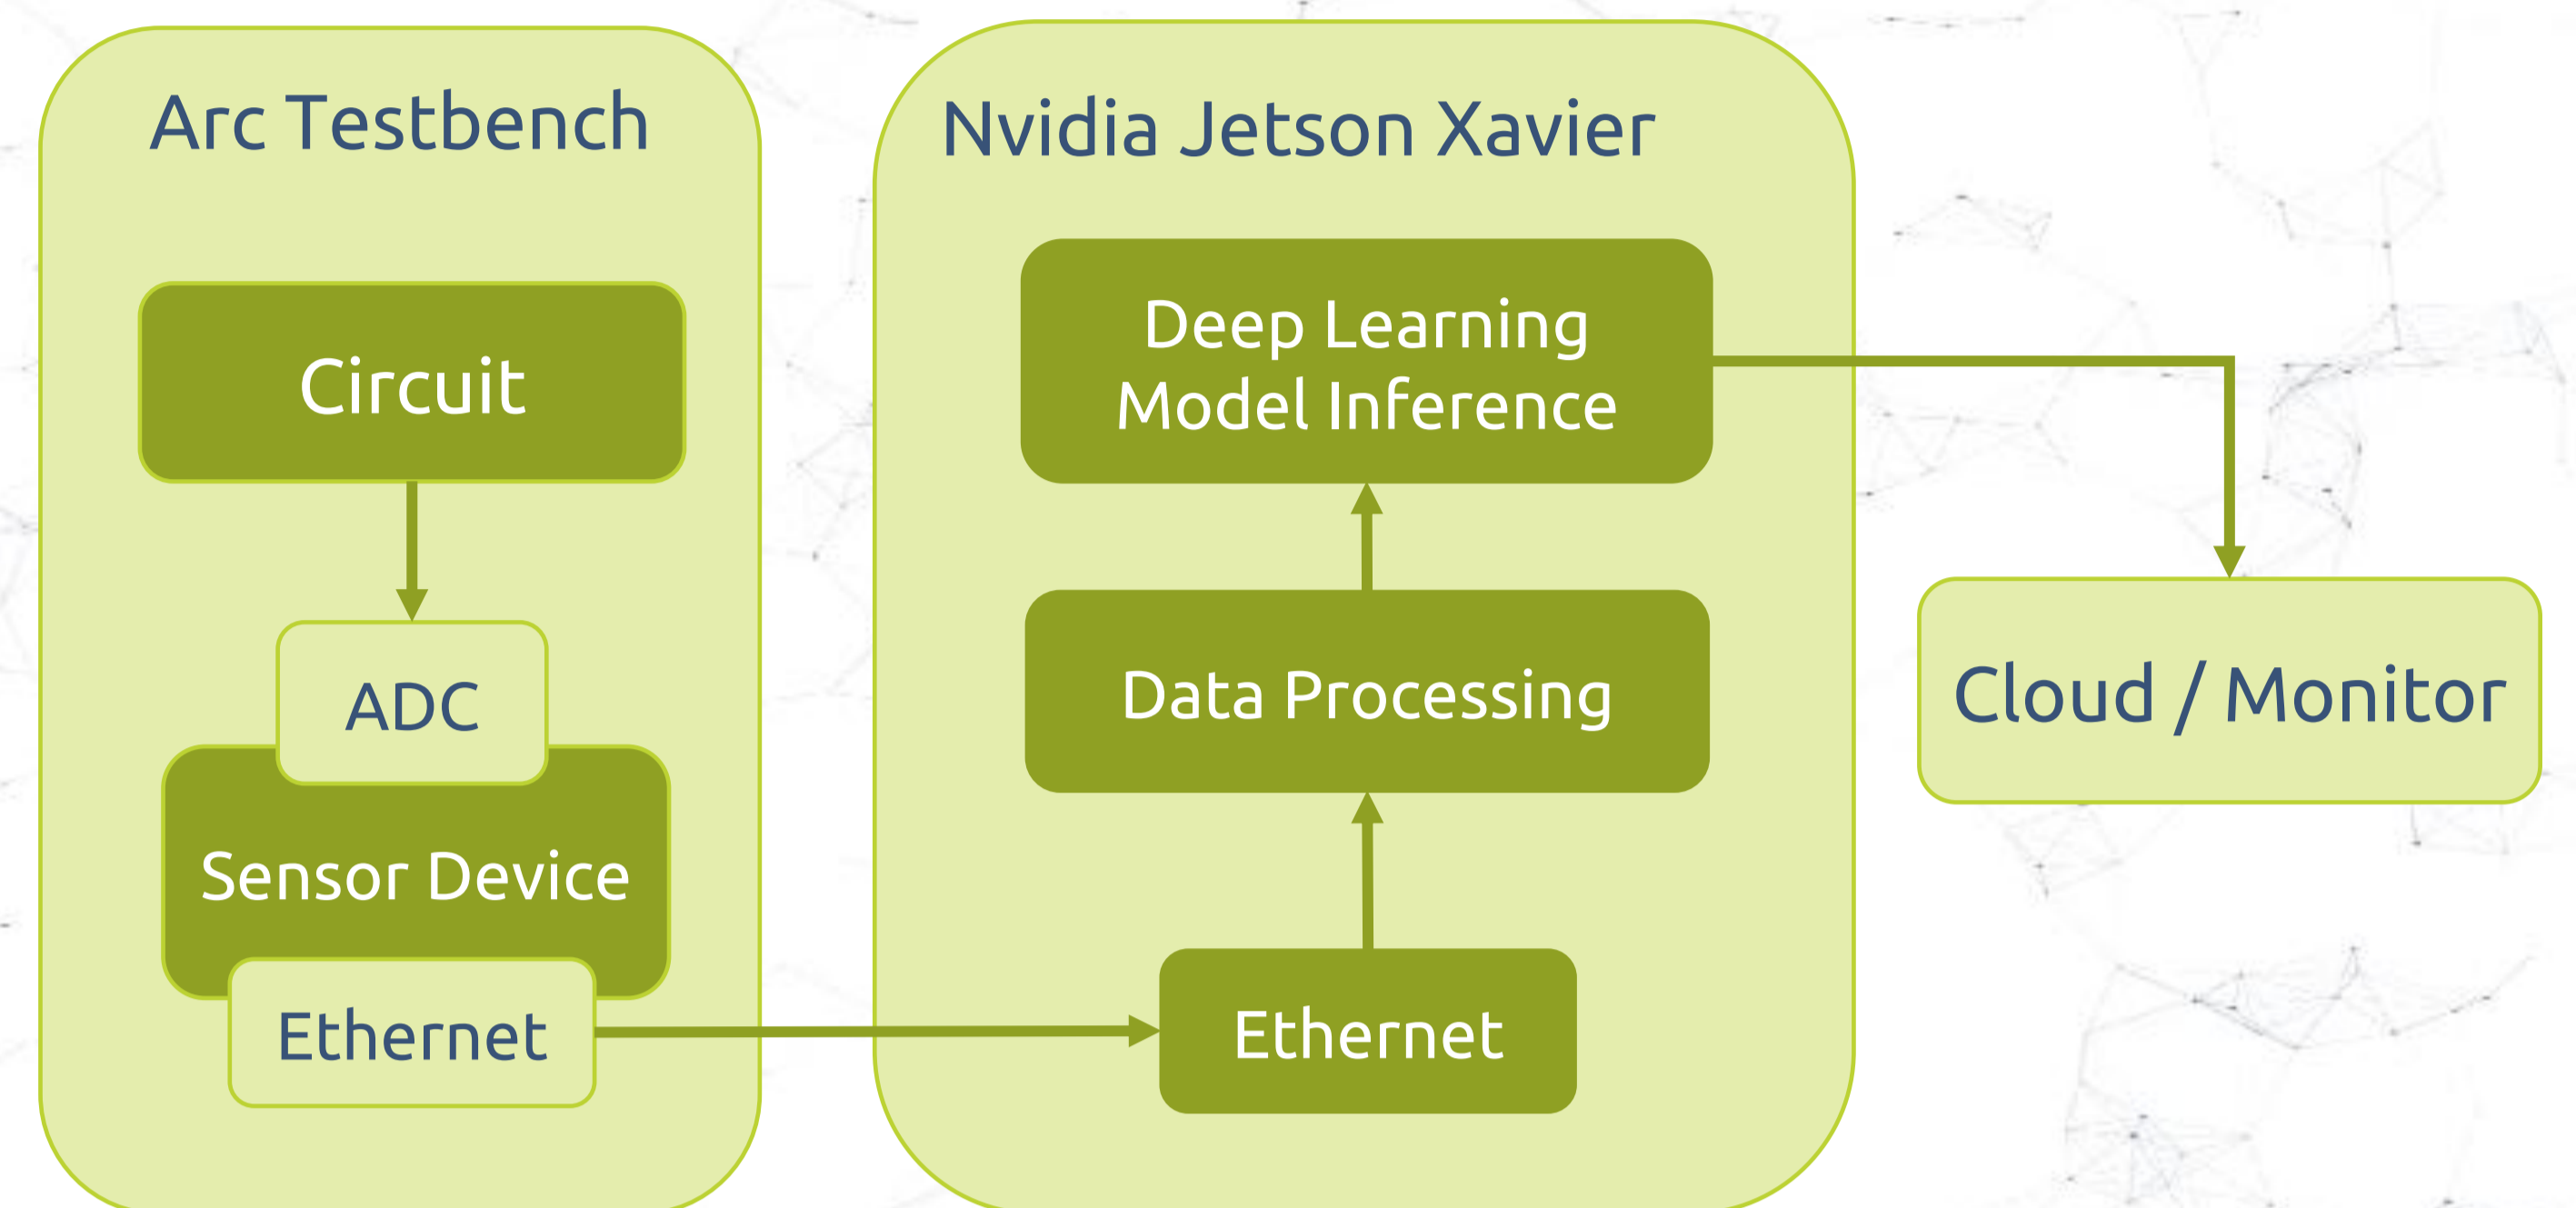 Arc Testbench
Circuit
ADC
Sensor Device
Ethernet
Nvidia Jetson Xavier
Deep Learning
Model Inference
Data Processing
Ethernet
Cloud / Monitor